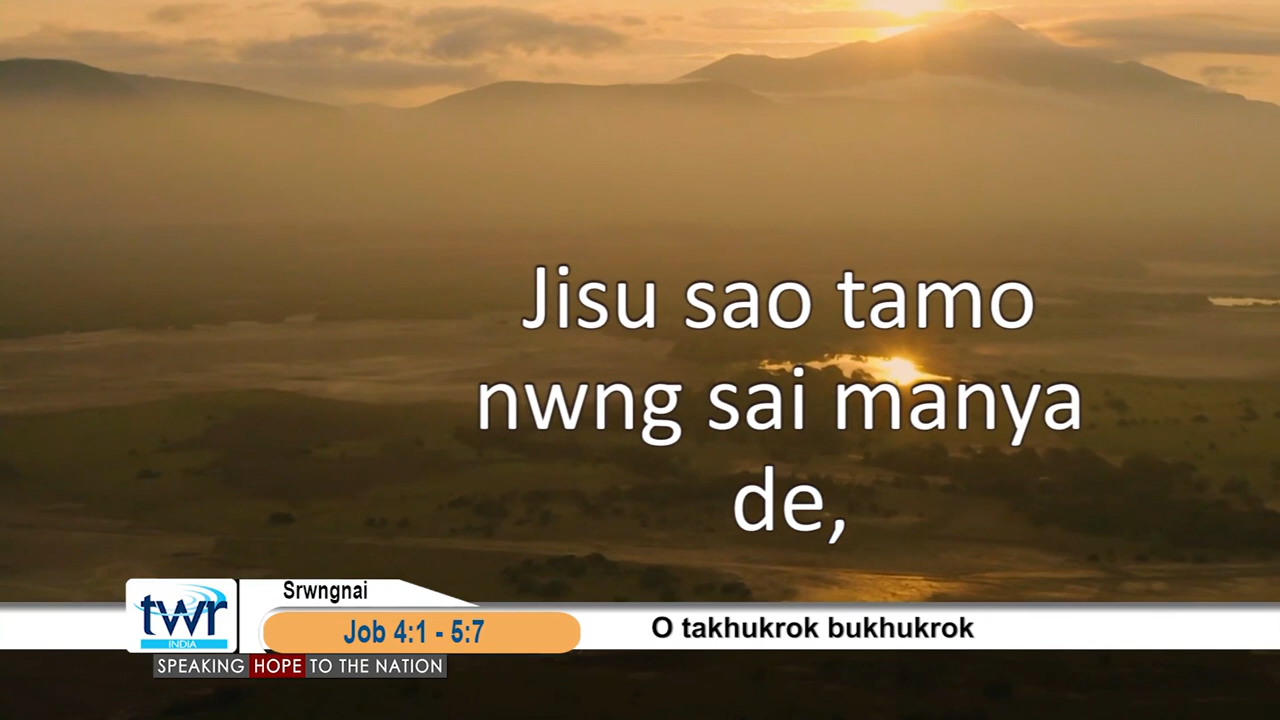 Jisu sao tamo
nwng sai manya
de,
Srwngnai
twr
INDIA
Job 4:1 - 5:7
O takhukrok bukhukrok
SPEAKING HOPE TO THE NATION